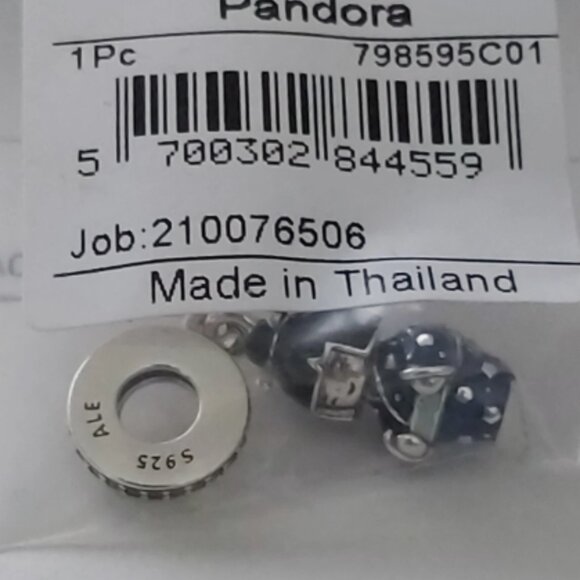 Pandora
1Pc 798595C01
5 700302 844559
Job:210076506
Made in Thailand
ALE
S925